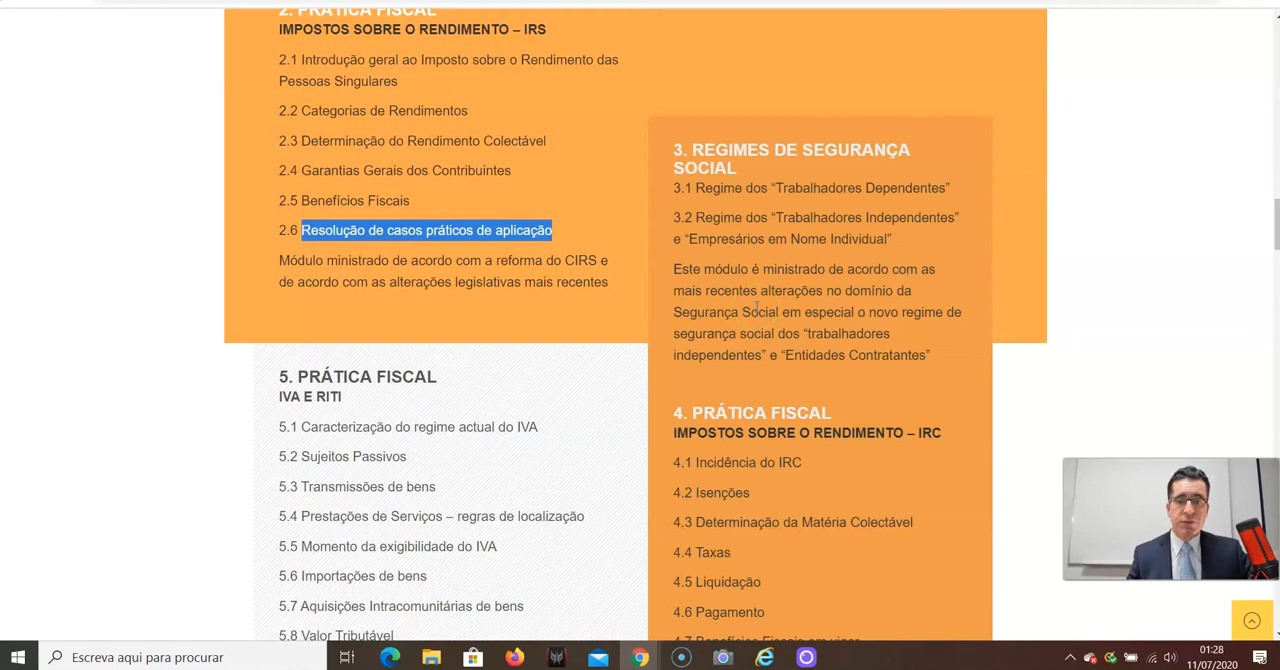 2. PRÁTICA FISCAL
IMPOSTOS SOBRE O RENDIMENTO – IRS
2.1 Introdução geral ao Imposto sobre o Rendimento das
Pessoas Singulares
2.2 Categorias de Rendimentos
2.3 Determinação do Rendimento Colectável
2.4 Garantias Gerais dos Contribuintes
2.5 Benefícios Fiscais
2.6 Resolução de casos práticos de aplicação
Módulo ministrado de acordo com a reforma do CIRS e
de acordo com as alterações legislativas mais recentes
3. REGIMES DE SEGURANÇA
SOCIAL
3.1 Regime dos “Trabalhadores Dependentes”
3.2 Regime dos “Trabalhadores Independentes”
e “Empresários em Nome Individual”
Este módulo é ministrado de acordo com as
mais recentes alterações no domínio da
Segurança Social em especial o novo regime de
segurança social dos “trabalhadores
independentes” e “Entidades Contratantes”
4. PRÁTICA FISCAL
IMPOSTOS SOBRE O RENDIMENTO – IRC
4.1 Incidência do IRC
4.2 Isenções
4.3 Determinação da Matéria Colectável
4.4 Taxas
4.5 Liquidação
4.6 Pagamento
4.7 Benefícios Fiscais em vigor
5. PRÁTICA FISCAL
IVA E RITI
5.1 Caracterização do regime actual do IVA
5.2 Sujeitos Passivos
5.3 Transmissões de bens
5.4 Prestações de Serviços – regras de localização
5.5 Momento da exigibilidade do IVA
5.6 Importações de bens
5.7 Aquisições Intracomunitárias de bens
5.8 Valor Tributável
Escreva aqui para procurar
01:28
11/07/2020